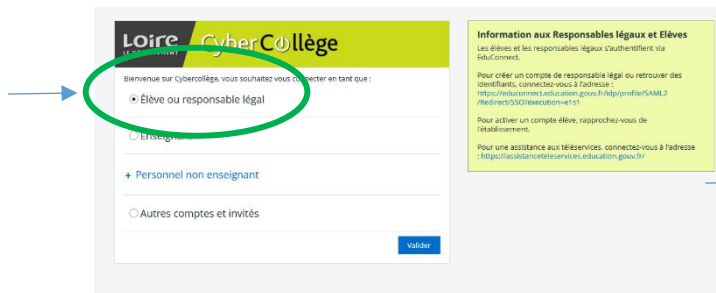 Loire
LE DÉPARTEMENT
CyberCollège
Bienvenue sur Cybercollège, vous souhaitez vous connecter en tant que :
Élève ou responsable légal
Enseignant
+ Personnel non enseignant
Autres comptes et invités
Valider
Information aux Responsables légaux et Elèves
Les élèves et les responsables légaux s'authentifient via
EduConnect.
Pour créer un compte de responsable légal ou retrouver des
identifiants, connectez-vous à l'adresse :
https://educonnect.education.gouv.fr/idp/profile/SAML2
/Redirect/SSO?execution=e1s1
Pour activer un compte élève, rapprochez-vous de
l'établissement.
Pour une assistance aux téléservices, connectez-vous à l'adresse
: https://assistanceteleservices.education.gouv.fr/